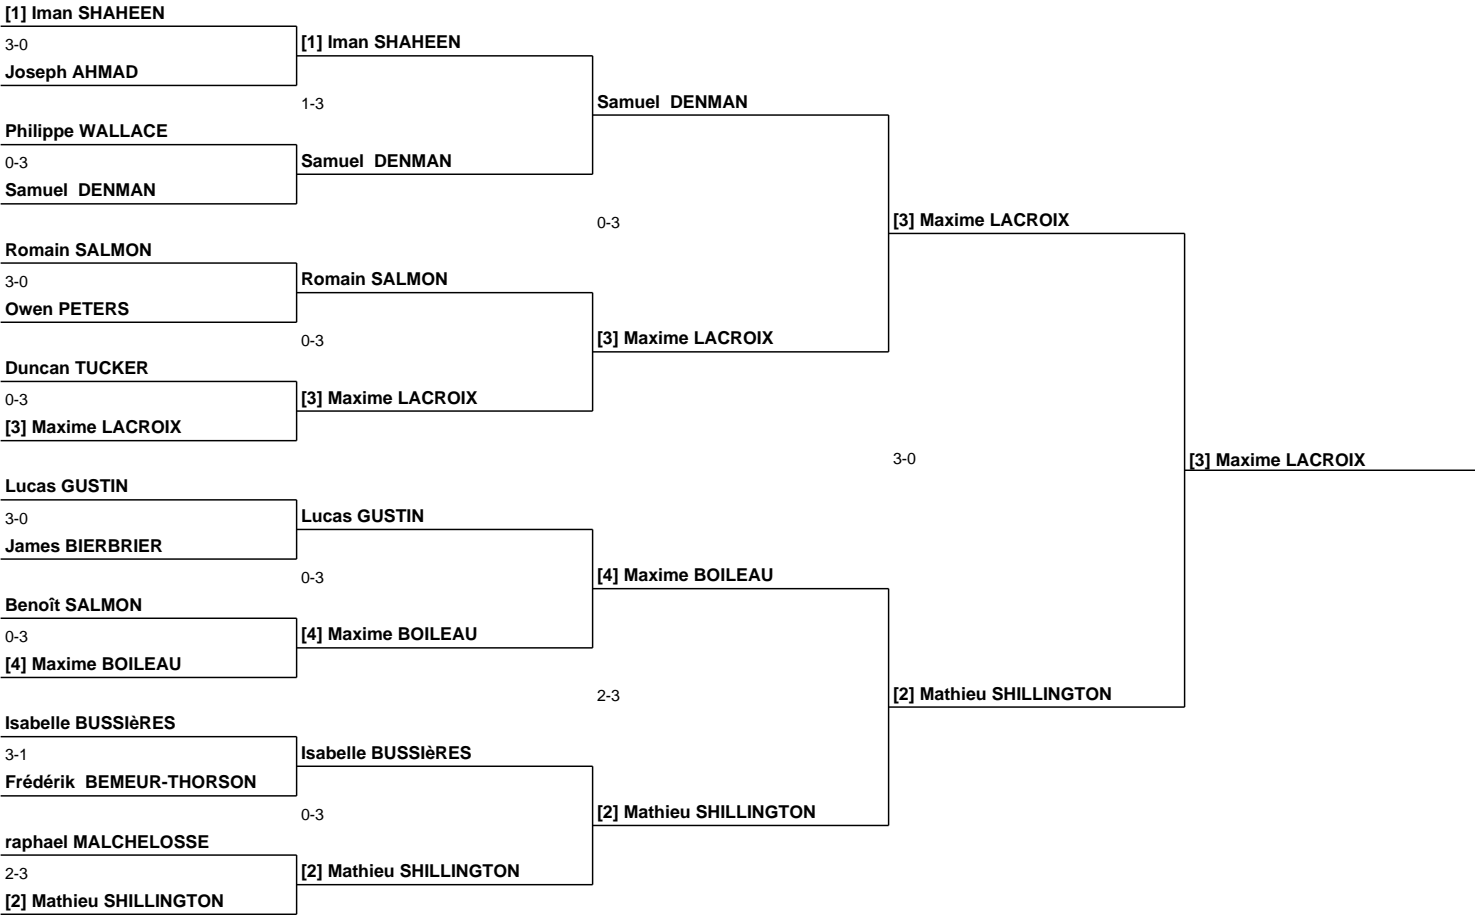 [1] Iman SHAHEEN
3-0
Joseph AHMAD
Philippe WALLACE
0-3
Samuel  DENMAN
Romain SALMON
3-0
Owen PETERS
Duncan TUCKER
0-3
[3] Maxime LACROIX
Lucas GUSTIN
3-0
James BIERBRIER
Benoît SALMON
0-3
[4] Maxime BOILEAU
Isabelle BUSSIèRES
3-1
Frédérik  BEMEUR-THORSON
raphael MALCHELOSSE
2-3
[2] Mathieu SHILLINGTON
[1] Iman SHAHEEN
1-3
Samuel  DENMAN
Romain SALMON
0-3
[3] Maxime LACROIX
Lucas GUSTIN
0-3
[4] Maxime BOILEAU
Isabelle BUSSIèRES
0-3
[2] Mathieu SHILLINGTON
Samuel  DENMAN
0-3
[3] Maxime LACROIX
[4] Maxime BOILEAU
2-3
[2] Mathieu SHILLINGTON
[3] Maxime LACROIX
3-0
[2] Mathieu SHILLINGTON
[3] Maxime LACROIX